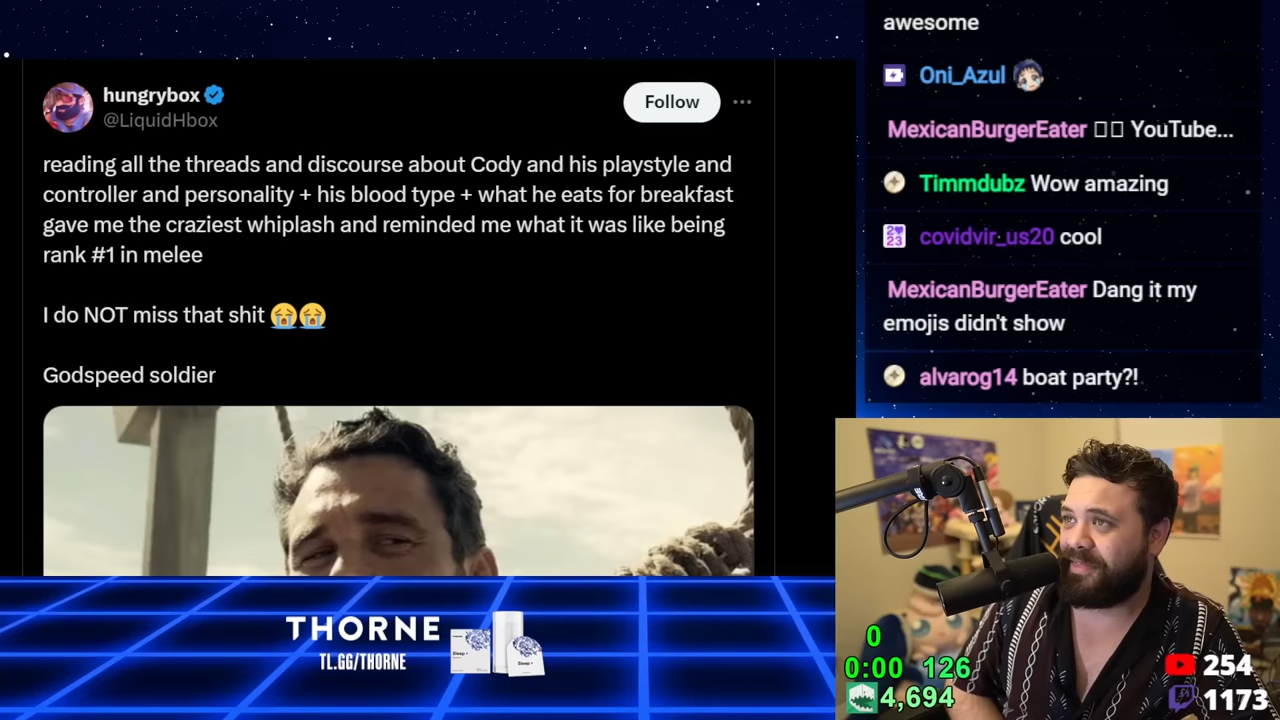 hungrybox
@LiquidHbox
Follow
reading all the threads and discourse about Cody and his playstyle and
controller and personality + his blood type + what he eats for breakfast
gave me the craziest whiplash and reminded me what it was like being
rank #1 in melee
I do NOT miss that shit 😭😭
Godspeed soldier
THORNE
TL.GG/THORNE
awesome
Oni_Azul
MexicanBurgerEater YouTube...
Timmdubz Wow amazing
covidvir_us20 cool
MexicanBurgerEater Dang it my
emojis didn't show
alvarog14 boat party?!
0
0:00 126
4,694
254
1173